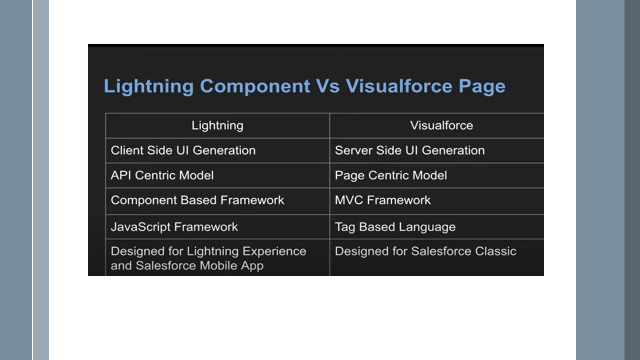 Lightning Component Vs Visualforce Page
Lightning Visualforce
Client Side UI Generation Server Side UI Generation
API Centric Model Page Centric Model
Component Based Framework MVC Framework
JavaScript Framework Tag Based Language
Designed for Lightning Experience Designed for Salesforce Classic
and Salesforce Mobile App